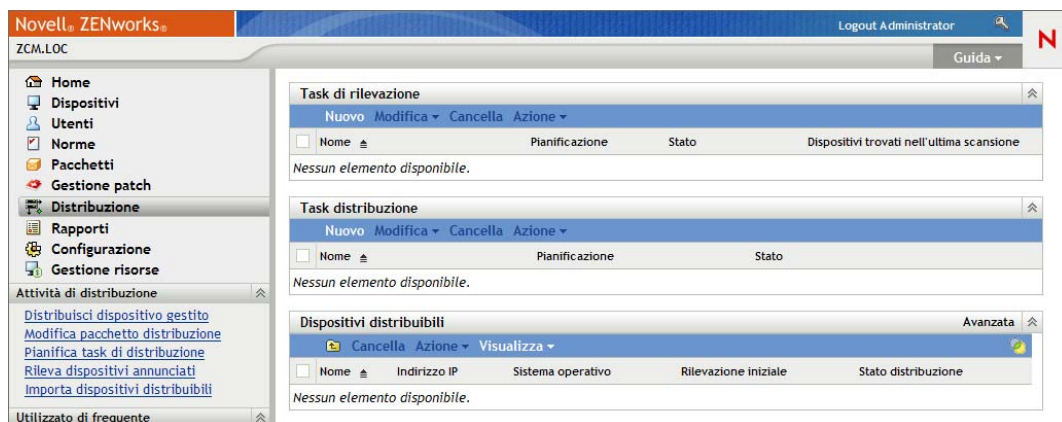 Novell® ZENworks®
Logout Administrator
N
ZCM.LOC
Guida
Home
Dispositivi
Utenti
Norme
Pacchetti
Gestione patch
Distribuzione
Rapporti
Configurazione
Gestione risorse
Attività di distribuzione
Distribuisci dispositivo gestito
Modifica pacchetto distribuzione
Pianifica task di distribuzione
Rileva dispositivi annunciati
Importa dispositivi distribuibili
Utilizzato di frequente
Task di rilevazione
Nuovo Modifica Cancella Azione
Nome Pianificazione Stato Dispositivi trovati nell'ultima scansione
Nessun elemento disponibile.
Task distribuzione
Nuovo Modifica Cancella Azione
Nome Pianificazione Stato
Nessun elemento disponibile.
Dispositivi distribuibili Avanzata
Cancella Azione Visualizza
Nome Indirizzo IP Sistema operativo Rilevazione iniziale Stato distribuzione
Nessun elemento disponibile.